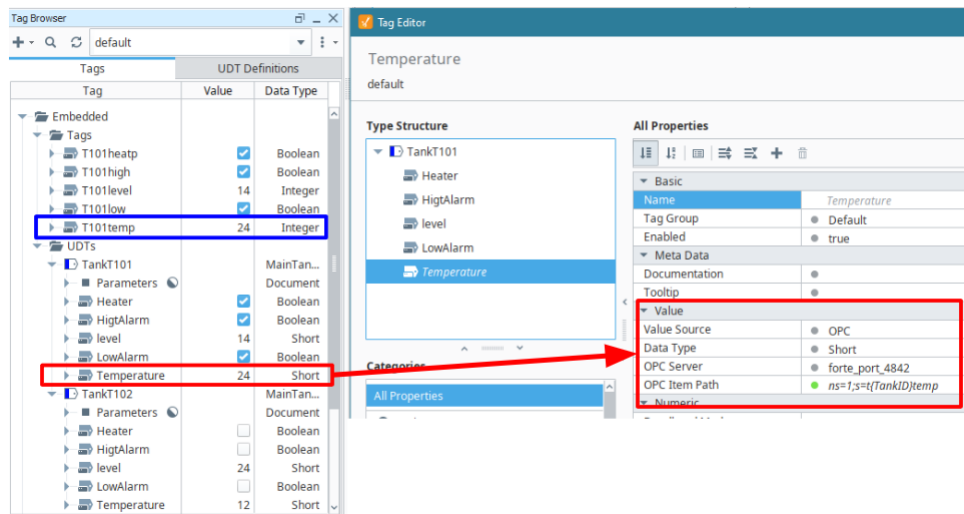 Tag Browser
default
Tags UDT Definitions
Tag Value Data Type
Embedded
Tags
T101heatp Boolean
T101high Boolean
T101level 14 Integer
T101low Boolean
T101temp 24 Integer
UDTs
TankT101 MainTan...
Parameters Document
Heater Boolean
HigtAlarm Boolean
level 14 Short
LowAlarm Boolean
Temperature 24 Short
TankT102 MainTan...
Parameters Document
Heater Boolean
HigtAlarm Boolean
level 24 Short
LowAlarm Boolean
Temperature 12 Short
Tag Editor
Temperature
default
Type Structure
TankT101
Heater
HigtAlarm
level
LowAlarm
Temperature
Categories
All Properties
All Properties
Basic
Name Temperature
Tag Group Default
Enabled true
Meta Data
Documentation
Tooltip
Value
Value Source OPC
Data Type Short
OPC Server forte_port_4842
OPC Item Path ns=1;s=t{TankID}temp
Numeric